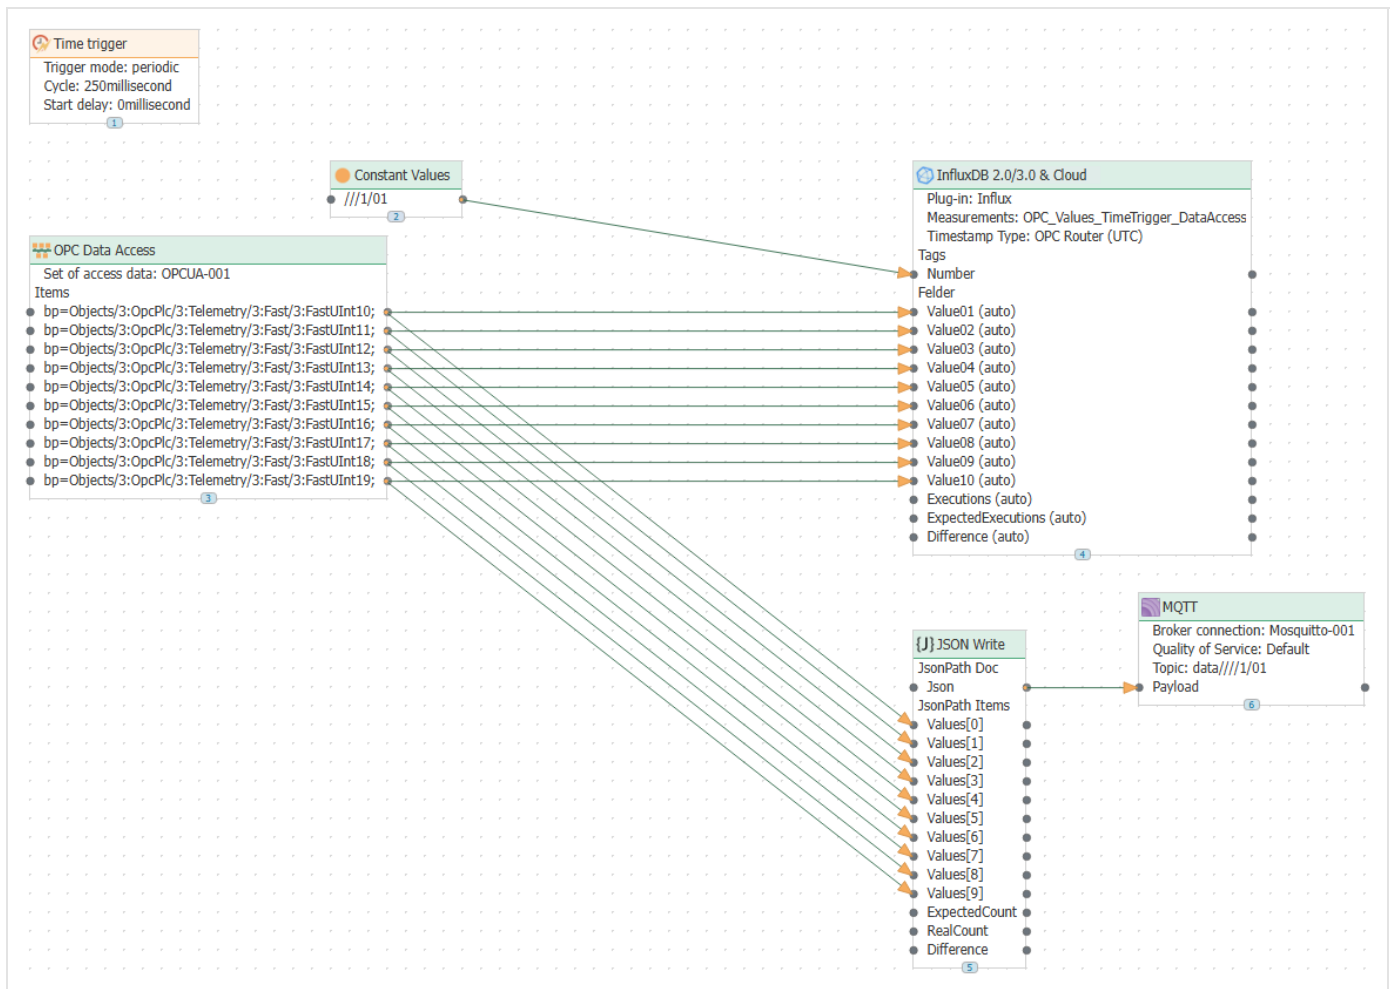 Time trigger
Trigger mode: periodic
Cycle: 250millisecond
Start delay: 0millisecond
1
Constant Values
///1/01
2
OPC Data Access
Set of access data: OPCUA-001
Items
bp=Objects/3:OpcPlc/3:Telemetry/3:Fast/3:FastUInt10;
bp=Objects/3:OpcPlc/3:Telemetry/3:Fast/3:FastUInt11;
bp=Objects/3:OpcPlc/3:Telemetry/3:Fast/3:FastUInt12;
bp=Objects/3:OpcPlc/3:Telemetry/3:Fast/3:FastUInt13;
bp=Objects/3:OpcPlc/3:Telemetry/3:Fast/3:FastUInt14;
bp=Objects/3:OpcPlc/3:Telemetry/3:Fast/3:FastUInt15;
bp=Objects/3:OpcPlc/3:Telemetry/3:Fast/3:FastUInt16;
bp=Objects/3:OpcPlc/3:Telemetry/3:Fast/3:FastUInt17;
bp=Objects/3:OpcPlc/3:Telemetry/3:Fast/3:FastUInt18;
bp=Objects/3:OpcPlc/3:Telemetry/3:Fast/3:FastUInt19;
3
InfluxDB 2.0/3.0 & Cloud
Plug-in: Influx
Measurements: OPC_Values_TimeTrigger_DataAccess
Timestamp Type: OPC Router (UTC)
Tags
Number
Felder
Value01 (auto)
Value02 (auto)
Value03 (auto)
Value04 (auto)
Value05 (auto)
Value06 (auto)
Value07 (auto)
Value08 (auto)
Value09 (auto)
Value10 (auto)
Executions (auto)
ExpectedExecutions (auto)
Difference (auto)
4
{J} JSON Write
JsonPath Doc
Json
JsonPath Items
Values[0]
Values[1]
Values[2]
Values[3]
Values[4]
Values[5]
Values[6]
Values[7]
Values[8]
Values[9]
ExpectedCount
RealCount
Difference
5
MQTT
Broker connection: Mosquitto-001
Quality of Service: Default
Topic: data////1/01
Payload
6